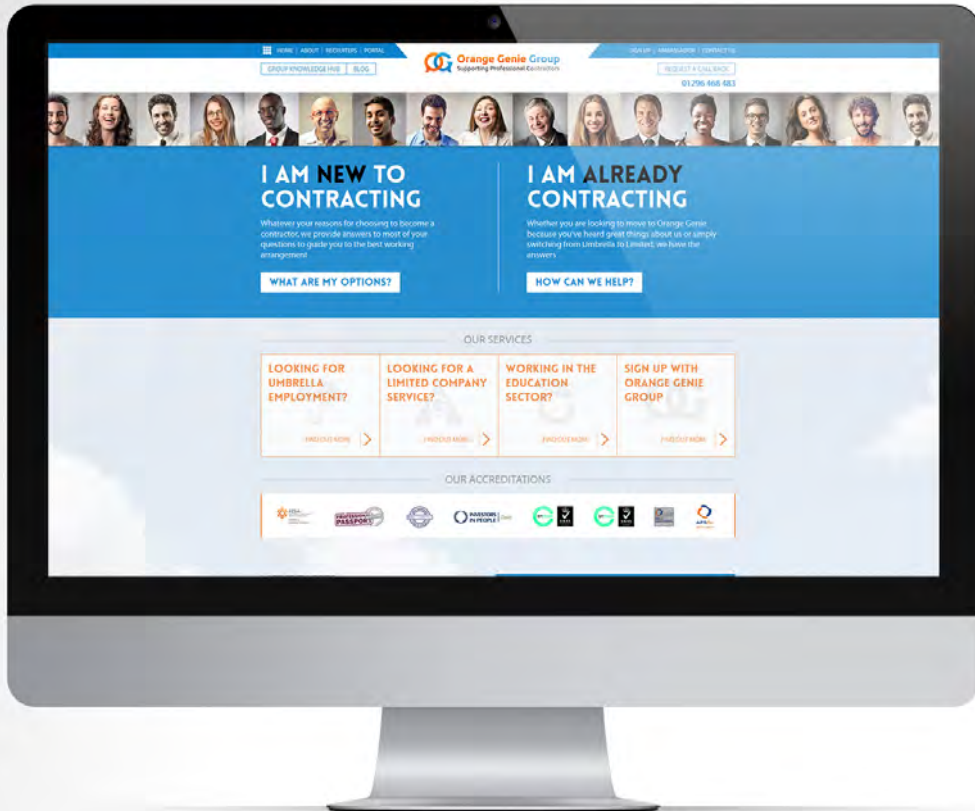 HOME | ABOUT | RECRUITERS | PORTAL
SIGN UP | AMBASSADOR | CONTACT US
GROUP KNOWLEDGE HUB | BLOG
Orange Genie Group
Supporting Professional Contractors
REQUEST A CALL BACK
01296 468 483
I AM NEW TO
CONTRACTING
Whatever your reasons for choosing to become a
contractor, we provide answers to most of your
questions to guide you to the best working
arrangement
WHAT ARE MY OPTIONS?
I AM ALREADY
CONTRACTING
Whether you are looking to move to Orange Genie
because you've heard great things about us or simply
switching from Umbrella to Limited; we have the
answers
HOW CAN WE HELP?
OUR SERVICES
LOOKING FOR
UMBRELLA
EMPLOYMENT?
FIND OUT MORE
LOOKING FOR A
LIMITED COMPANY
SERVICE?
FIND OUT MORE
WORKING IN THE
EDUCATION
SECTOR?
FIND OUT MORE
SIGN UP WITH
ORANGE GENIE
GROUP
FIND OUT MORE
OUR ACCREDITATIONS
PROFESSIONAL
PASSPORT
INVESTORS
IN PEOPLE